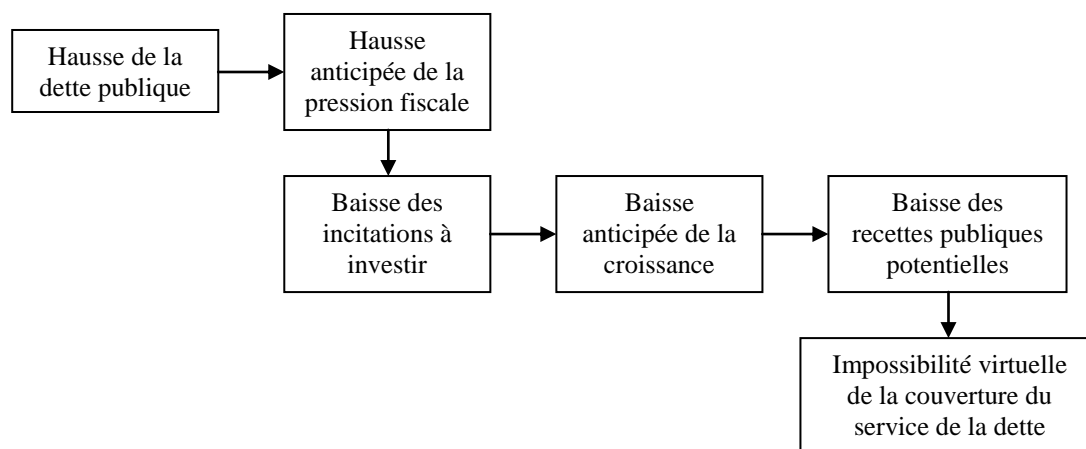 Hausse de la
dette publique
Hausse
anticipée de la
pression fiscale
Baisse des
incitations à
investir
Baisse
anticipée de la
croissance
Baisse des
recettes publiques
potentielles
Impossibilité virtuelle
de la couverture du
service de la dette